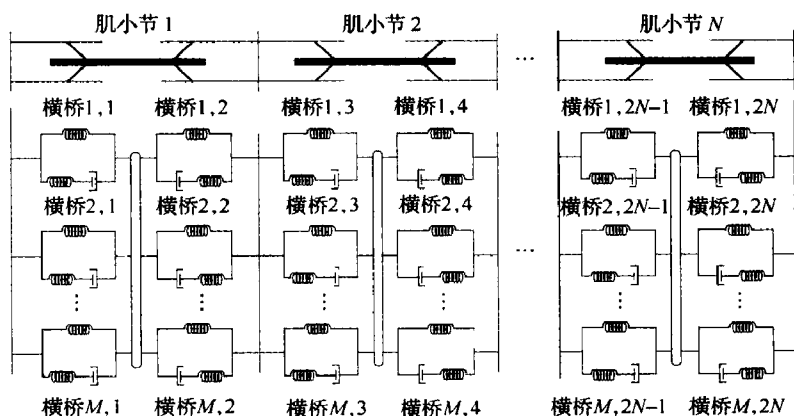 肌小节 1 肌小节 2 肌小节 N
… 
横桥1,1 横桥1,2 横桥1,3 横桥1,4 横桥1,2N-1 横桥1,2N
横桥2,1 横桥2,2 横桥2,3 横桥2,4 横桥2,2N-1 横桥2,2N
…
⋮ ⋮ ⋮ ⋮ ⋮ ⋮
横桥M,1 横桥M,2 横桥M,3 横桥M,4 横桥M,2N-1 横桥M,2N